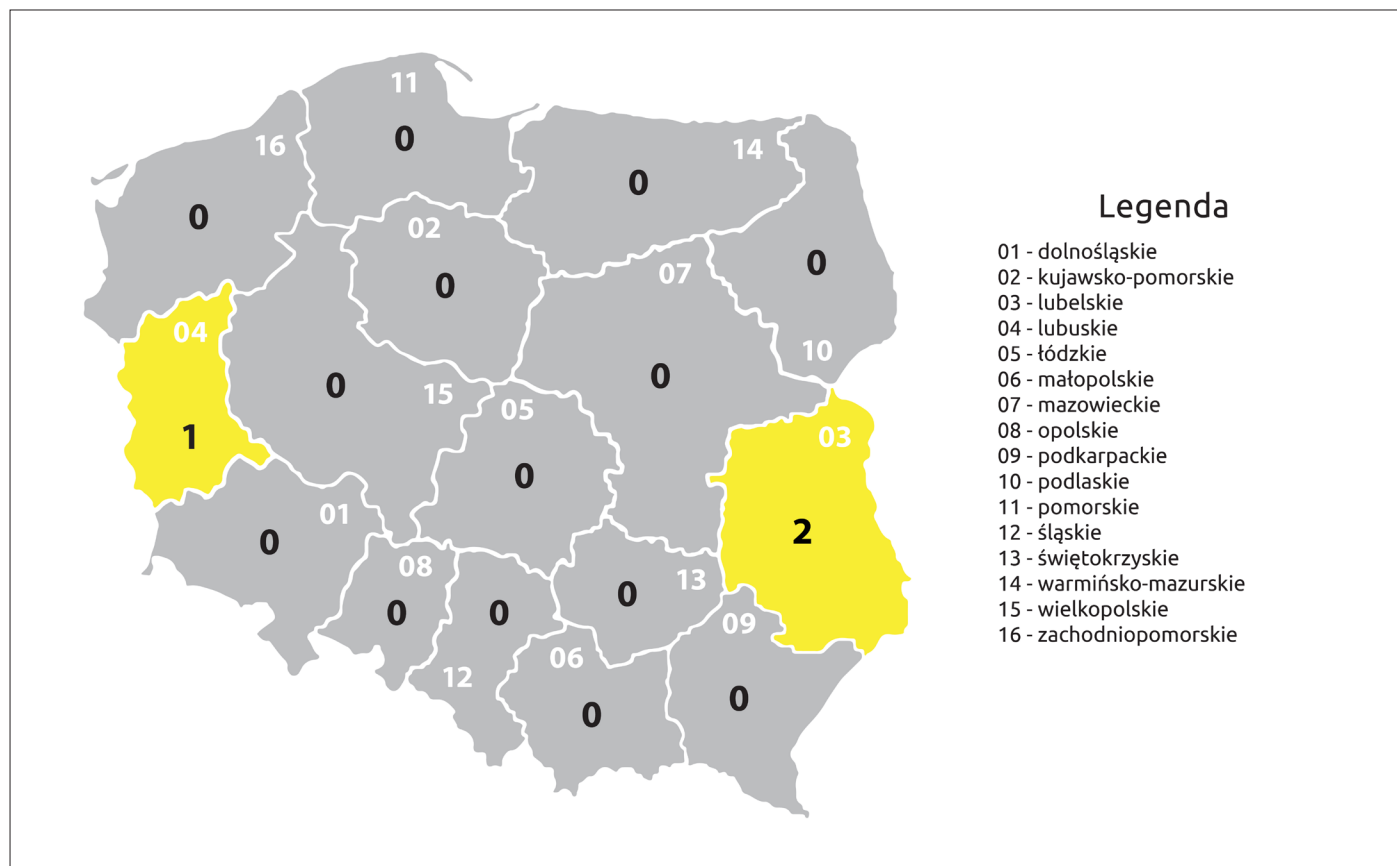 11
0
16
14
0
0
02
0
07
0
04
10
0
15
0
05
03
1
0
01
0
2
08
0
0
0
13
09
06
12
0
0
Legenda
01 - dolnośląskie
02 - kujawsko-pomorskie
03 - lubelskie
04 - lubuskie
05 - łódzkie
06 - małopolskie
07 - mazowieckie
08 - opolskie
09 - podkarpackie
10 - podlaskie
11 - pomorskie
12 - śląskie
13 - świętokrzyskie
14 - warmińsko-mazurskie
15 - wielkopolskie
16 - zachodniopomorskie